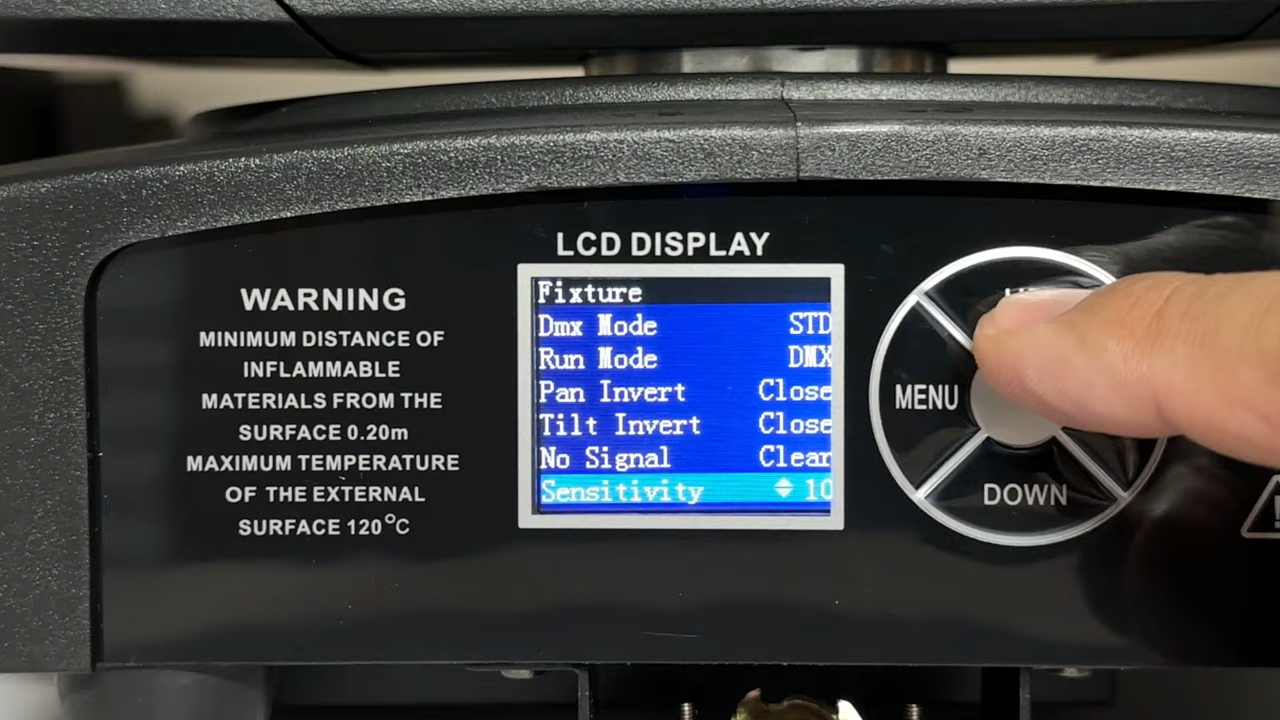 LCD DISPLAY
WARNING
MINIMUM DISTANCE OF
INFLAMMABLE
MATERIALS FROM THE
SURFACE 0.20m
MAXIMUM TEMPERATURE
OF THE EXTERNAL
SURFACE 120°C
Fixture
Dmx Mode STD
Run Mode DMX
Pan Invert Close
Tilt Invert Close
No Signal Clear
Sensitivity 10
MENU
DOWN